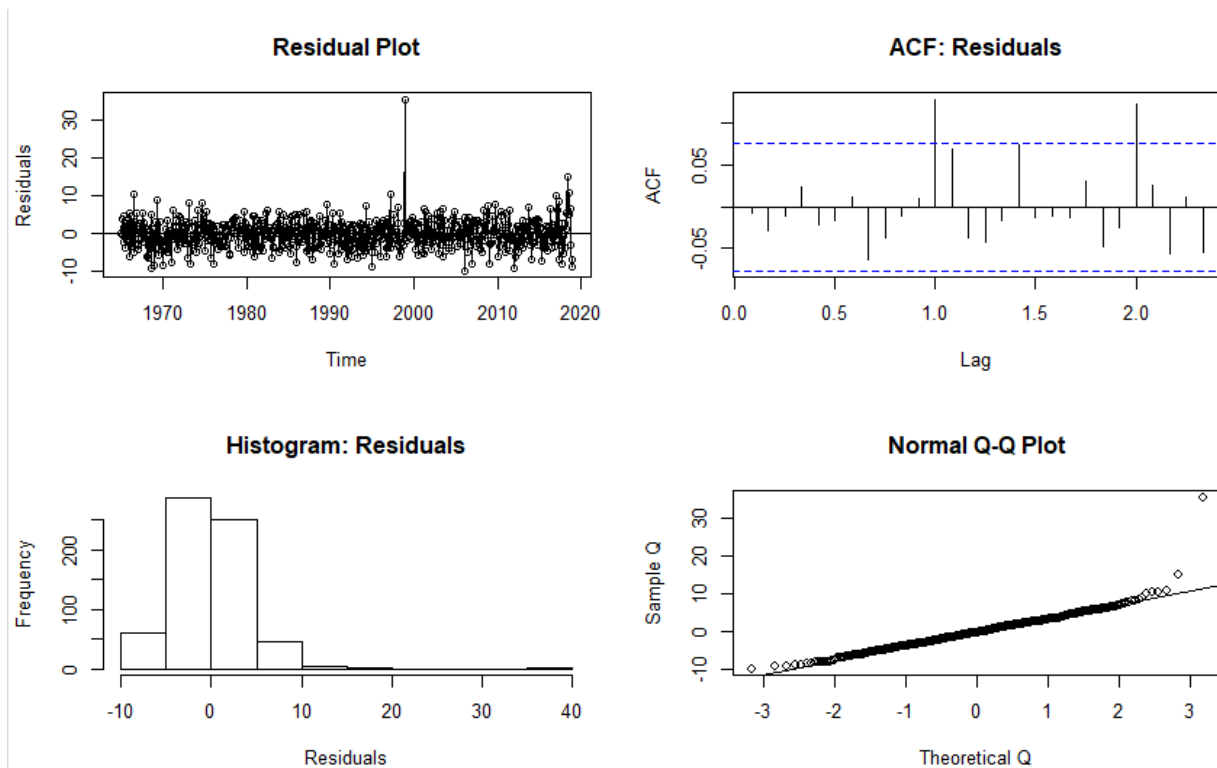 Residual Plot
Residuals
30
20
10
0
-10
1970 1980 1990 2000 2010 2020
Time
ACF: Residuals
ACF
0.05
-0.05
0.0 0.5 1.0 1.5 2.0
Lag
Histogram: Residuals
Frequency
200
100
0
-10 0 10 20 30 40
Residuals
Normal Q-Q Plot
Sample Q
30
20
10
0
-10
-3 -2 -1 0 1 2 3
Theoretical Q